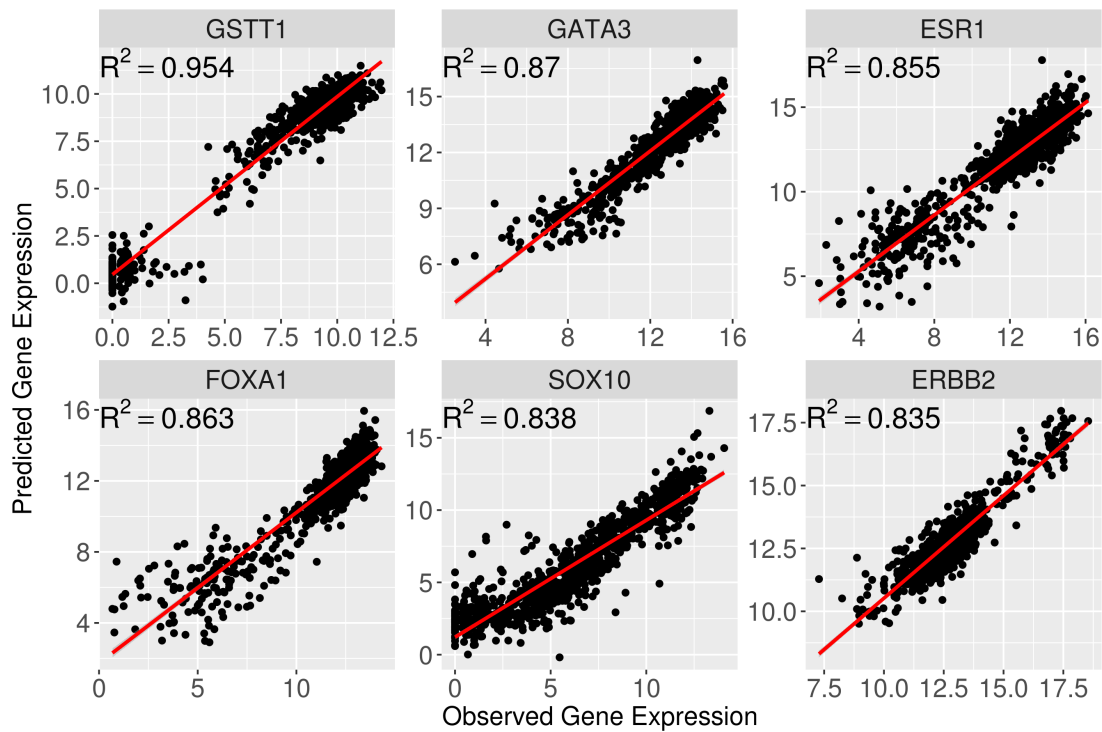 GSTT1 GATA3 ESR1
R² = 0.954 R² = 0.87 R² = 0.855
10.0 7.5 5.0 2.5 0.0
15 12 9 6
15 10 5
0.0 2.5 5.0 7.5 10.0 12.5
4 8 12 16
4 8 12 16
Predicted Gene Expression
FOXA1 SOX10 ERBB2
R² = 0.863 R² = 0.838 R² = 0.835
16 12 8 4
15 10 5 0
17.5 15.0 12.5 10.0
0 5 10
0 5 10
7.5 10.0 12.5 15.0 17.5
Observed Gene Expression